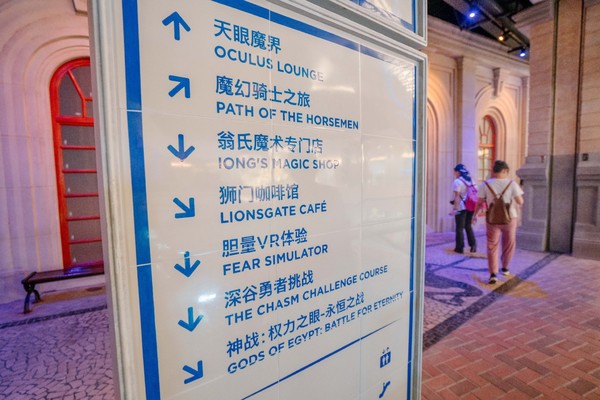 天眼魔界
OCULUS LOUNGE
魔幻骑士之旅
PATH OF THE HORSEMEN
翁氏魔术专门店
IONG'S MAGIC SHOP
狮门咖啡馆
LIONSGATE CAFÉ
胆量VR体验
FEAR SIMULATOR
深谷勇者挑战
THE CHASM CHALLENGE COURSE
神战：权力之眼-永恒之战
GODS OF EGYPT: BATTLE FOR ETERNITY